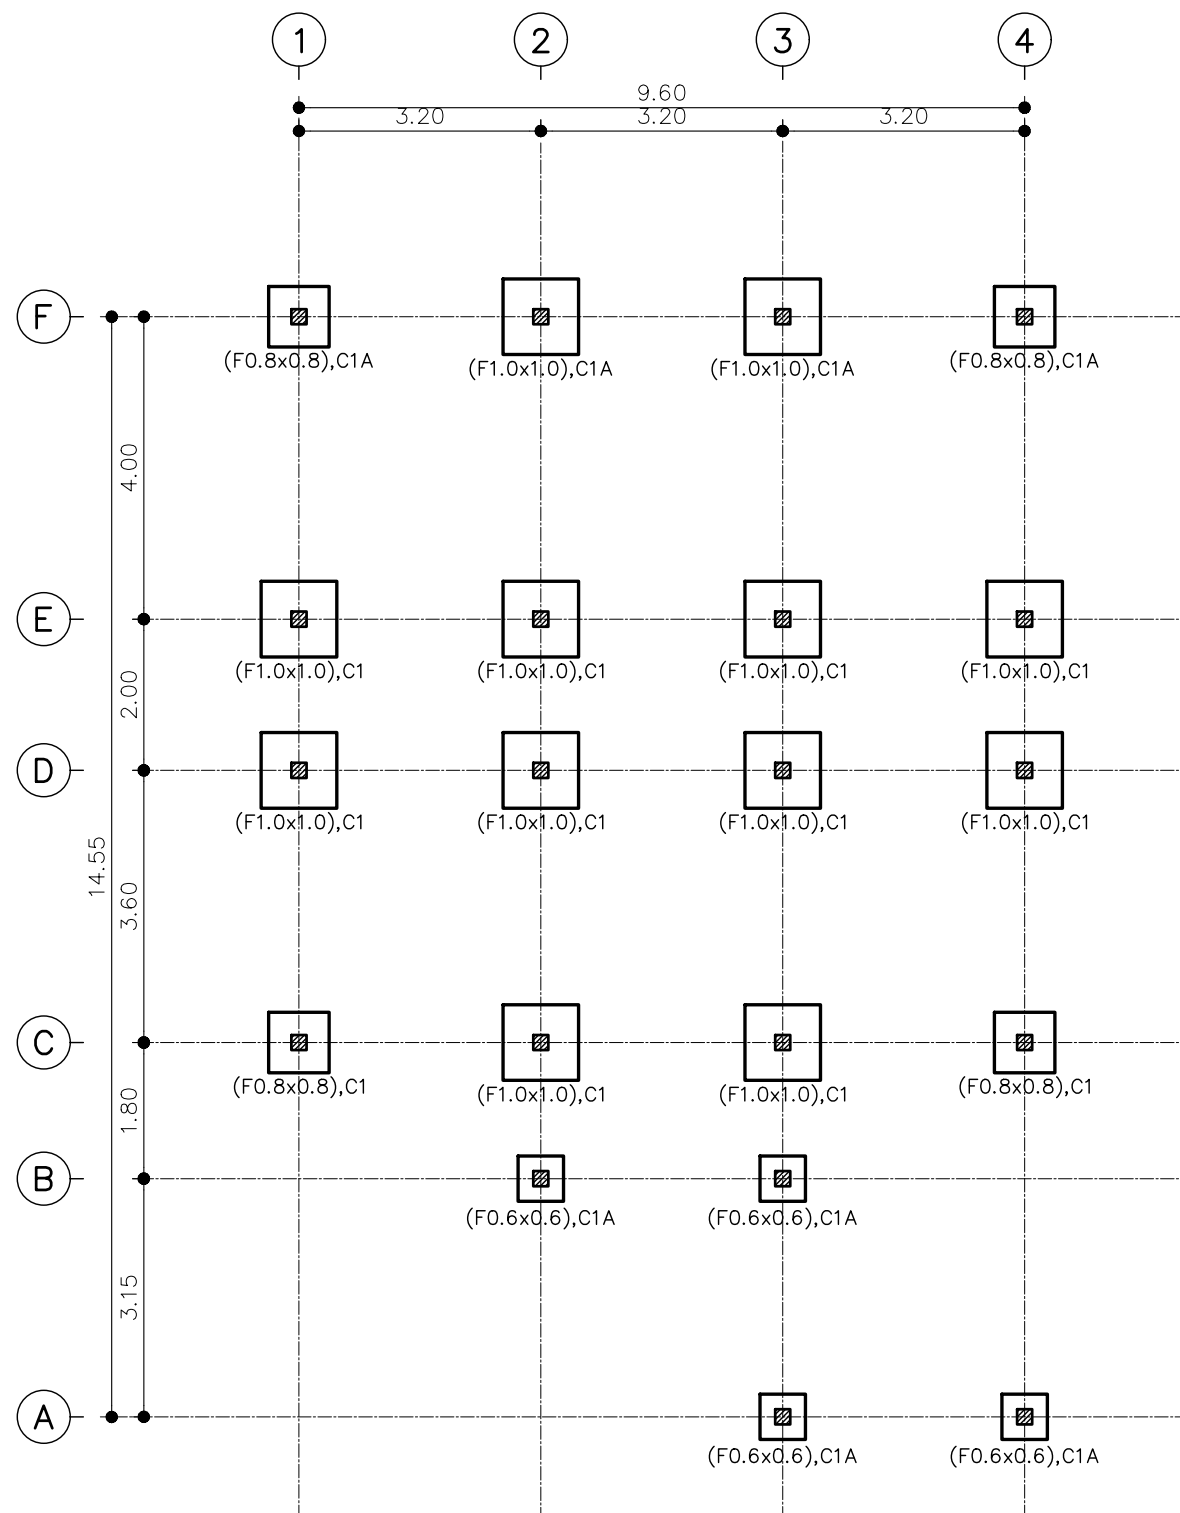 1 2 3 4
9.60
3.20 3.20 3.20
F
(F0.8x0.8),C1A (F1.0x1.0),C1A (F1.0x1.0),C1A (F0.8x0.8),C1A
4.00
E
(F1.0x1.0),C1 (F1.0x1.0),C1 (F1.0x1.0),C1 (F1.0x1.0),C1
2.00
D
(F1.0x1.0),C1 (F1.0x1.0),C1 (F1.0x1.0),C1 (F1.0x1.0),C1
14.55
3.60
C
(F0.8x0.8),C1 (F1.0x1.0),C1 (F1.0x1.0),C1 (F0.8x0.8),C1
1.80
B
(F0.6x0.6),C1A (F0.6x0.6),C1A
3.15
A
(F0.6x0.6),C1A (F0.6x0.6),C1A